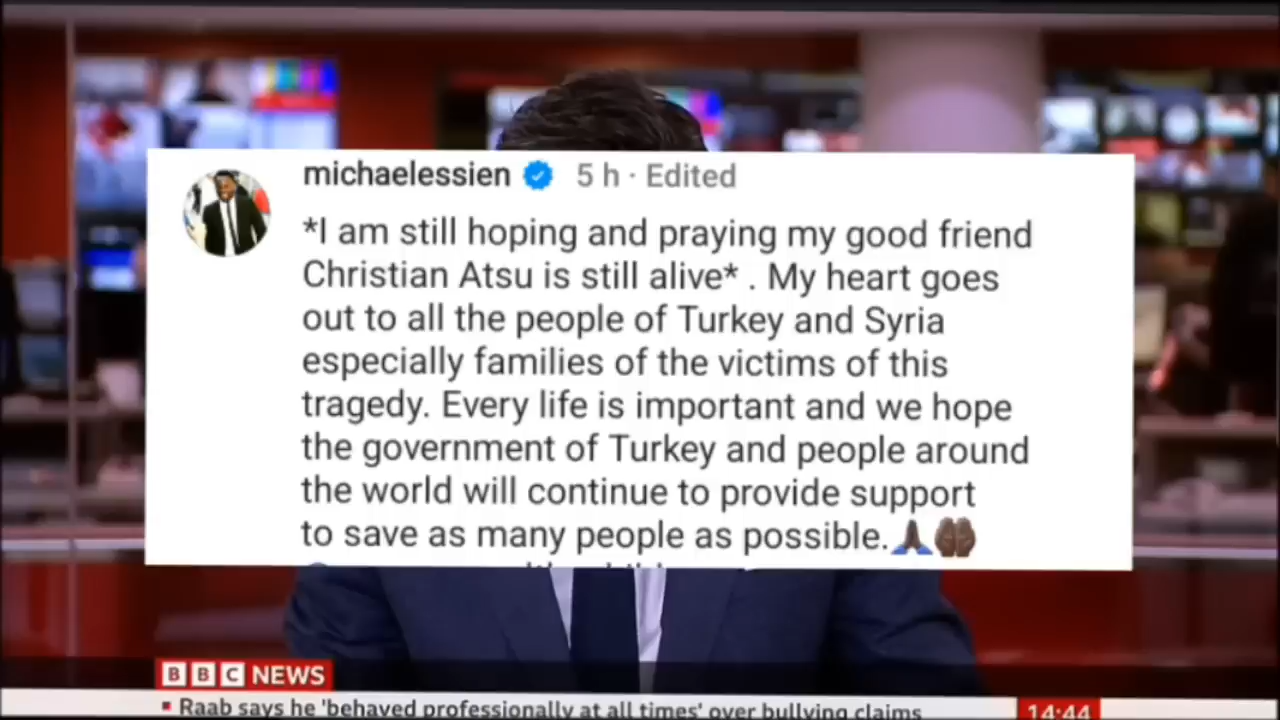 michaelessien 5 h · Edited
*I am still hoping and praying my good friend
Christian Atsu is still alive* . My heart goes
out to all the people of Turkey and Syria
especially families of the victims of this
tragedy. Every life is important and we hope
the government of Turkey and people around
the world will continue to provide support
to save as many people as possible.🙏🏿🤲🏿
BBC NEWS
Raab says he 'behaved professionally at all times' over bullying claims 14:44